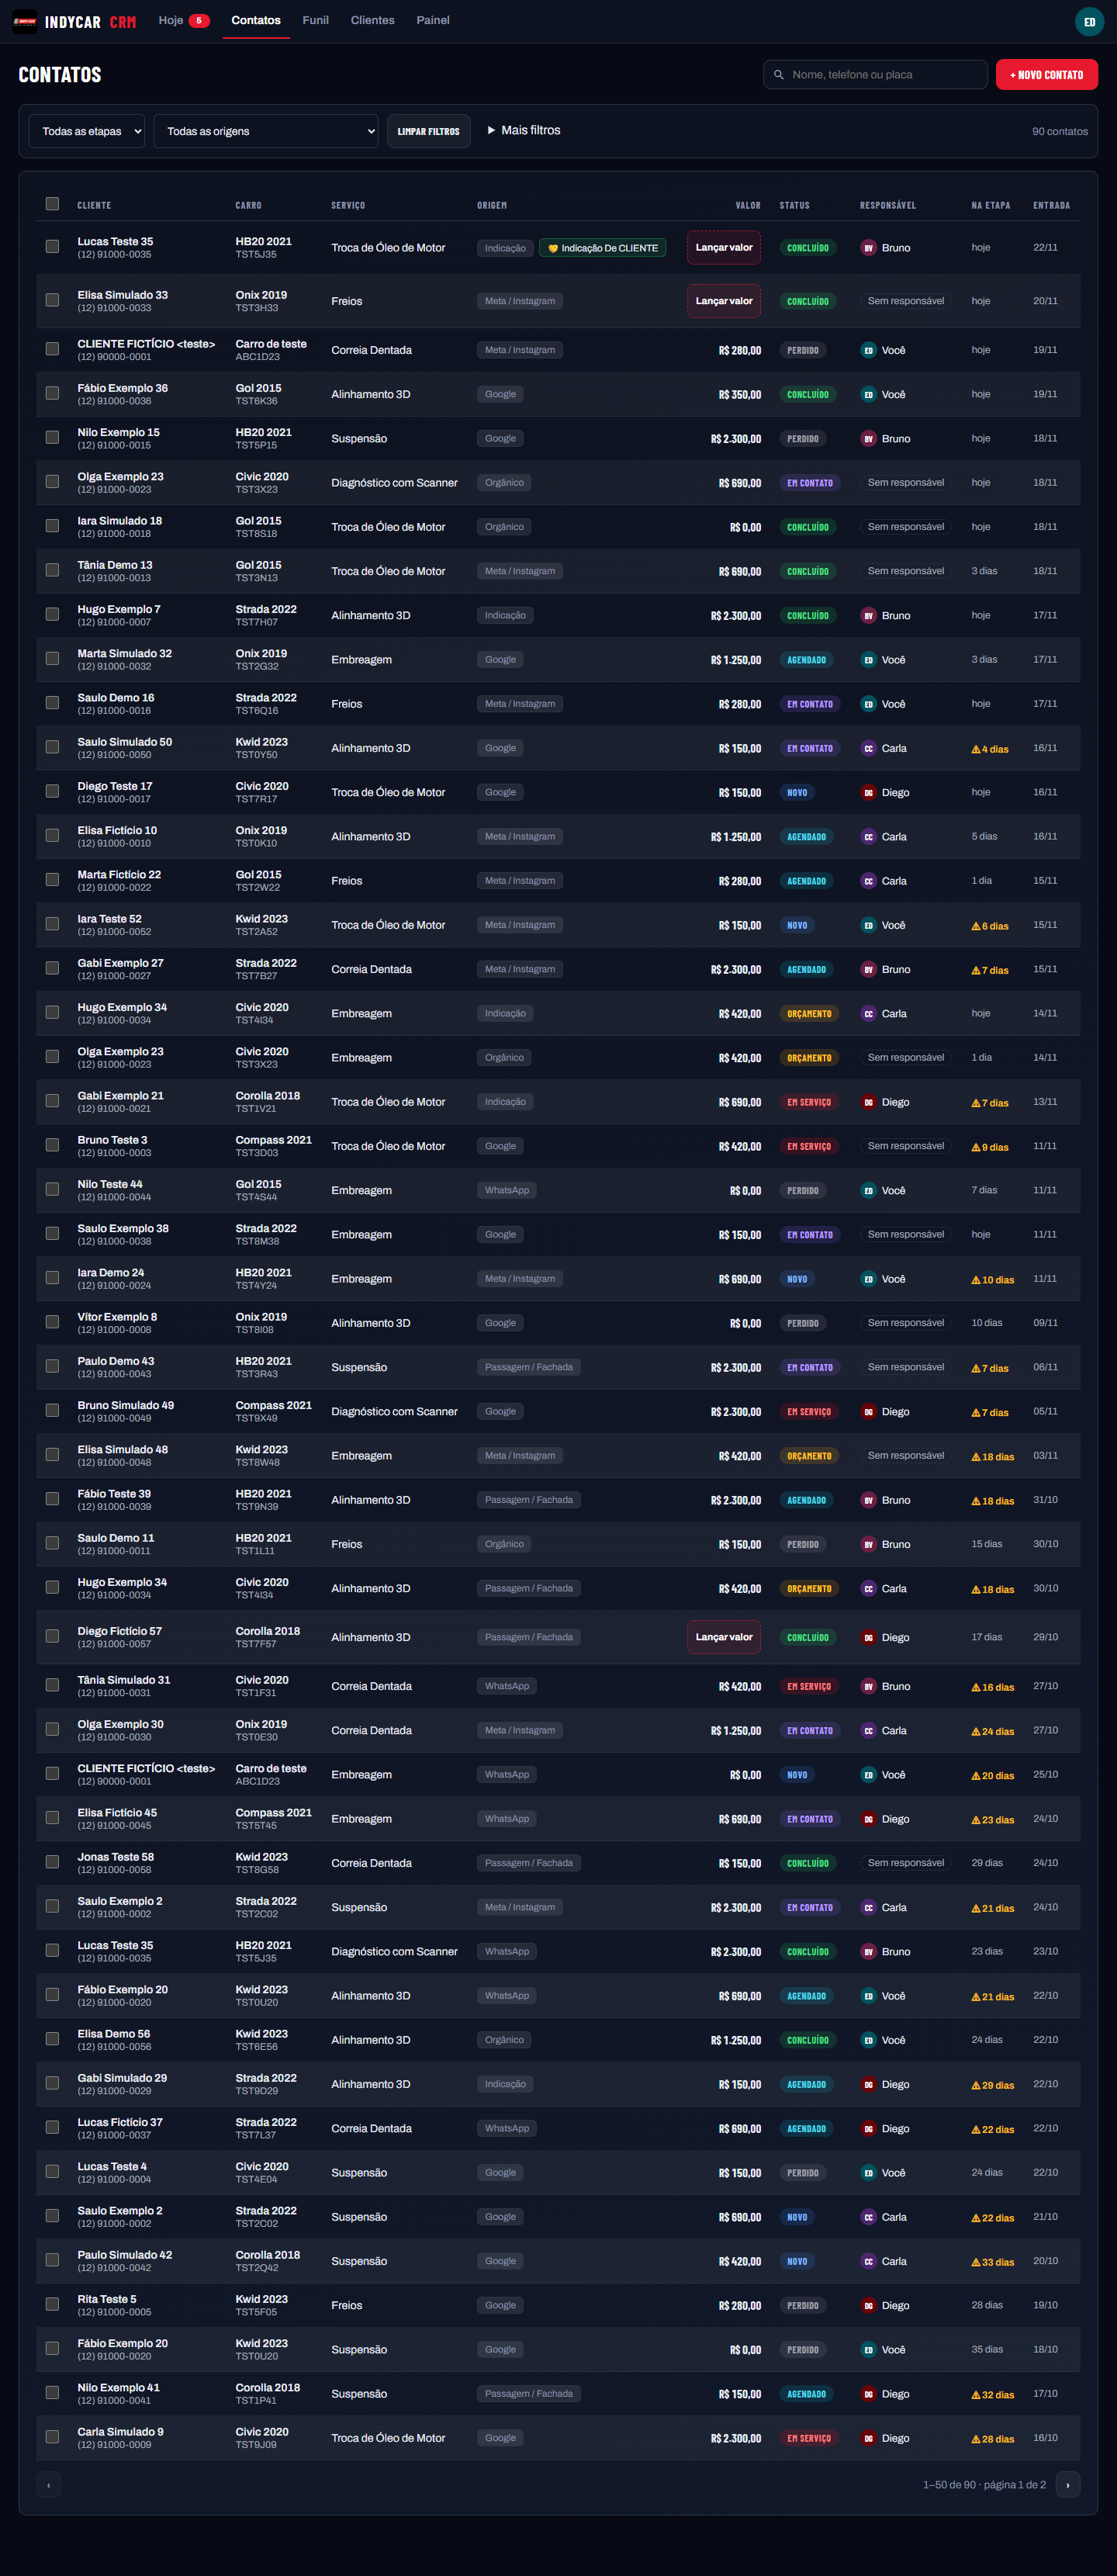 INDYCAR CRM Hoje 5 Contatos Funil Clientes Painel ED
CONTATOS Nome, telefone ou placa + NOVO CONTATO
Todas as etapas Todas as origens LIMPAR FILTROS ▶ Mais filtros 90 contatos
CLIENTE CARRO SERVIÇO ORIGEM VALOR STATUS RESPONSÁVEL NA ETAPA ENTRADA
Lucas Teste 35 HB20 2021
(12) 91000-0035 TST5J35 Troca de Óleo de Motor Indicação Indicação De CLIENTE Lançar valor CONCLUÍDO BV Bruno hoje 22/11
Elisa Simulado 33 Onix 2019
(12) 91000-0033 TST3H33 Freios Meta / Instagram Lançar valor CONCLUÍDO Sem responsável hoje 20/11
CLIENTE FICTÍCIO <teste> Carro de teste
(12) 90000-0001 ABC1D23 Correia Dentada Meta / Instagram R$ 280,00 PERDIDO ED Você hoje 19/11
Fábio Exemplo 36 Gol 2015
(12) 91000-0036 TST6K36 Alinhamento 3D Google R$ 350,00 CONCLUÍDO ED Você hoje 19/11
Nilo Exemplo 15 HB20 2021
(12) 91000-0015 TST5P15 Suspensão Google R$ 2.300,00 PERDIDO BV Bruno hoje 18/11
Olga Exemplo 23 Civic 2020
(12) 91000-0023 TST3X23 Diagnóstico com Scanner Orgânico R$ 690,00 EM CONTATO Sem responsável hoje 18/11
Iara Simulado 18 Gol 2015
(12) 91000-0018 TST8S18 Troca de Óleo de Motor Orgânico R$ 0,00 CONCLUÍDO Sem responsável hoje 18/11
Tânia Demo 13 Gol 2015
(12) 91000-0013 TST3N13 Troca de Óleo de Motor Meta / Instagram R$ 690,00 CONCLUÍDO Sem responsável 3 dias 18/11
Hugo Exemplo 7 Strada 2022
(12) 91000-0007 TST7H07 Alinhamento 3D Indicação R$ 2.300,00 CONCLUÍDO BV Bruno hoje 17/11
Marta Simulado 32 Onix 2019
(12) 91000-0032 TST2G32 Embreagem Google R$ 1.250,00 AGENDADO ED Você 3 dias 17/11
Saulo Demo 16 Strada 2022
(12) 91000-0016 TST6Q16 Freios Meta / Instagram R$ 280,00 EM CONTATO ED Você hoje 17/11
Saulo Simulado 50 Kwid 2023
(12) 91000-0050 TST0Y50 Alinhamento 3D Google R$ 150,00 EM CONTATO CC Carla ⚠ 4 dias 16/11
Diego Teste 17 Civic 2020
(12) 91000-0017 TST7R17 Troca de Óleo de Motor Google R$ 150,00 NOVO DG Diego hoje 16/11
Elisa Fictício 10 Onix 2019
(12) 91000-0010 TST0K10 Alinhamento 3D Meta / Instagram R$ 1.250,00 AGENDADO CC Carla 5 dias 16/11
Marta Fictício 22 Gol 2015
(12) 91000-0022 TST2W22 Freios Meta / Instagram R$ 280,00 AGENDADO CC Carla 1 dia 15/11
Iara Teste 52 Kwid 2023
(12) 91000-0052 TST2A52 Troca de Óleo de Motor Meta / Instagram R$ 150,00 NOVO ED Você ⚠ 6 dias 15/11
Gabi Exemplo 27 Strada 2022
(12) 91000-0027 TST7B27 Correia Dentada Meta / Instagram R$ 2.300,00 AGENDADO BV Bruno ⚠ 7 dias 15/11
Hugo Exemplo 34 Civic 2020
(12) 91000-0034 TST4I34 Embreagem Indicação R$ 420,00 ORÇAMENTO CC Carla hoje 14/11
Olga Exemplo 23 Civic 2020
(12) 91000-0023 TST3X23 Embreagem Orgânico R$ 420,00 ORÇAMENTO Sem responsável 1 dia 14/11
Gabi Exemplo 21 Corolla 2018
(12) 91000-0021 TST1V21 Troca de Óleo de Motor Indicação R$ 690,00 EM SERVIÇO DG Diego ⚠ 7 dias 13/11
Bruno Teste 3 Compass 2021
(12) 91000-0003 TST3D03 Troca de Óleo de Motor Google R$ 420,00 EM SERVIÇO Sem responsável ⚠ 9 dias 11/11
Nilo Teste 44 Gol 2015
(12) 91000-0044 TST4S44 Embreagem WhatsApp R$ 0,00 PERDIDO ED Você 7 dias 11/11
Saulo Exemplo 38 Strada 2022
(12) 91000-0038 TST8M38 Embreagem Google R$ 150,00 EM CONTATO Sem responsável hoje 11/11
Iara Demo 24 HB20 2021
(12) 91000-0024 TST4Y24 Embreagem Meta / Instagram R$ 690,00 NOVO ED Você ⚠ 10 dias 11/11
Vítor Exemplo 8 Onix 2019
(12) 91000-0008 TST8I08 Alinhamento 3D Google R$ 0,00 PERDIDO Sem responsável 10 dias 09/11
Paulo Demo 43 HB20 2021
(12) 91000-0043 TST3R43 Suspensão Passagem / Fachada R$ 2.300,00 EM CONTATO Sem responsável ⚠ 7 dias 06/11
Bruno Simulado 49 Compass 2021
(12) 91000-0049 TST9X49 Diagnóstico com Scanner Google R$ 2.300,00 EM SERVIÇO DG Diego ⚠ 7 dias 05/11
Elisa Simulado 48 Kwid 2023
(12) 91000-0048 TST8W48 Embreagem Meta / Instagram R$ 420,00 ORÇAMENTO Sem responsável ⚠ 18 dias 03/11
Fábio Teste 39 HB20 2021
(12) 91000-0039 TST9N39 Alinhamento 3D Passagem / Fachada R$ 2.300,00 AGENDADO BV Bruno ⚠ 18 dias 31/10
Saulo Demo 11 HB20 2021
(12) 91000-0011 TST1L11 Freios Orgânico R$ 150,00 PERDIDO BV Bruno 15 dias 30/10
Hugo Exemplo 34 Civic 2020
(12) 91000-0034 TST4I34 Alinhamento 3D Passagem / Fachada R$ 420,00 ORÇAMENTO CC Carla ⚠ 18 dias 30/10
Diego Fictício 57 Corolla 2018
(12) 91000-0057 TST7F57 Alinhamento 3D Passagem / Fachada Lançar valor CONCLUÍDO DG Diego 17 dias 29/10
Tânia Simulado 31 Civic 2020
(12) 91000-0031 TST1F31 Correia Dentada WhatsApp R$ 420,00 EM SERVIÇO BV Bruno ⚠ 16 dias 27/10
Olga Exemplo 30 Onix 2019
(12) 91000-0030 TST0E30 Correia Dentada Meta / Instagram R$ 1.250,00 EM CONTATO CC Carla ⚠ 24 dias 27/10
CLIENTE FICTÍCIO <teste> Carro de teste
(12) 90000-0001 ABC1D23 Embreagem WhatsApp R$ 0,00 NOVO ED Você ⚠ 20 dias 25/10
Elisa Fictício 45 Compass 2021
(12) 91000-0045 TST5T45 Embreagem WhatsApp R$ 690,00 EM CONTATO DG Diego ⚠ 23 dias 24/10
Jonas Teste 58 Kwid 2023
(12) 91000-0058 TST8G58 Correia Dentada Passagem / Fachada R$ 150,00 CONCLUÍDO Sem responsável 29 dias 24/10
Saulo Exemplo 2 Strada 2022
(12) 91000-0002 TST2C02 Suspensão Meta / Instagram R$ 2.300,00 EM CONTATO CC Carla ⚠ 21 dias 24/10
Lucas Teste 35 HB20 2021
(12) 91000-0035 TST5J35 Diagnóstico com Scanner WhatsApp R$ 2.300,00 CONCLUÍDO BV Bruno 23 dias 23/10
Fábio Exemplo 20 Kwid 2023
(12) 91000-0020 TST0U20 Alinhamento 3D WhatsApp R$ 690,00 AGENDADO ED Você ⚠ 21 dias 22/10
Elisa Demo 56 Kwid 2023
(12) 91000-0056 TST6E56 Alinhamento 3D Orgânico R$ 1.250,00 CONCLUÍDO ED Você 24 dias 22/10
Gabi Simulado 29 Strada 2022
(12) 91000-0029 TST9D29 Alinhamento 3D Indicação R$ 150,00 AGENDADO DG Diego ⚠ 29 dias 22/10
Lucas Fictício 37 Strada 2022
(12) 91000-0037 TST7L37 Correia Dentada WhatsApp R$ 690,00 AGENDADO DG Diego ⚠ 22 dias 22/10
Lucas Teste 4 Civic 2020
(12) 91000-0004 TST4E04 Suspensão Google R$ 150,00 PERDIDO ED Você 24 dias 22/10
Saulo Exemplo 2 Strada 2022
(12) 91000-0002 TST2C02 Suspensão Google R$ 690,00 NOVO CC Carla ⚠ 22 dias 21/10
Paulo Simulado 42 Corolla 2018
(12) 91000-0042 TST2Q42 Suspensão Google R$ 420,00 NOVO CC Carla ⚠ 33 dias 20/10
Rita Teste 5 Kwid 2023
(12) 91000-0005 TST5F05 Freios Google R$ 280,00 PERDIDO DG Diego 28 dias 19/10
Fábio Exemplo 20 Kwid 2023
(12) 91000-0020 TST0U20 Suspensão Google R$ 0,00 PERDIDO ED Você 35 dias 18/10
Nilo Exemplo 41 Corolla 2018
(12) 91000-0041 TST1P41 Suspensão Passagem / Fachada R$ 150,00 AGENDADO DG Diego ⚠ 32 dias 17/10
Carla Simulado 9 Civic 2020
(12) 91000-0009 TST9J09 Troca de Óleo de Motor Google R$ 2.300,00 EM SERVIÇO DG Diego ⚠ 28 dias 16/10
‹ 1–50 de 90 · página 1 de 2 ›